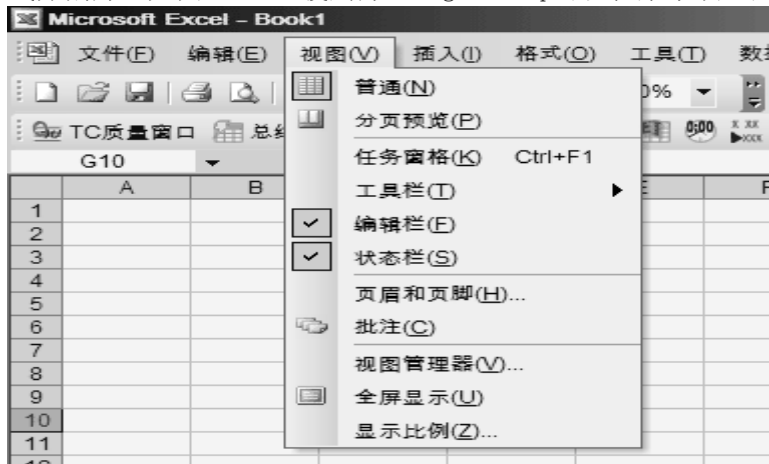 Microsoft Excel – Book1
文件(F) 编辑(E) 视图(V) 插入(I) 格式(O) 工具(T)
普通(N)
分页预览(P)
TC质量窗口
任务窗格(K) Ctrl+F1
G10
工具栏(T)
A B
编辑栏(F)
状态栏(S)
页眉和页脚(H)...
批注(C)
视图管理器(V)...
全屏显示(U)
显示比例(Z)...
1
2
3
4
5
6
7
8
9
10
11